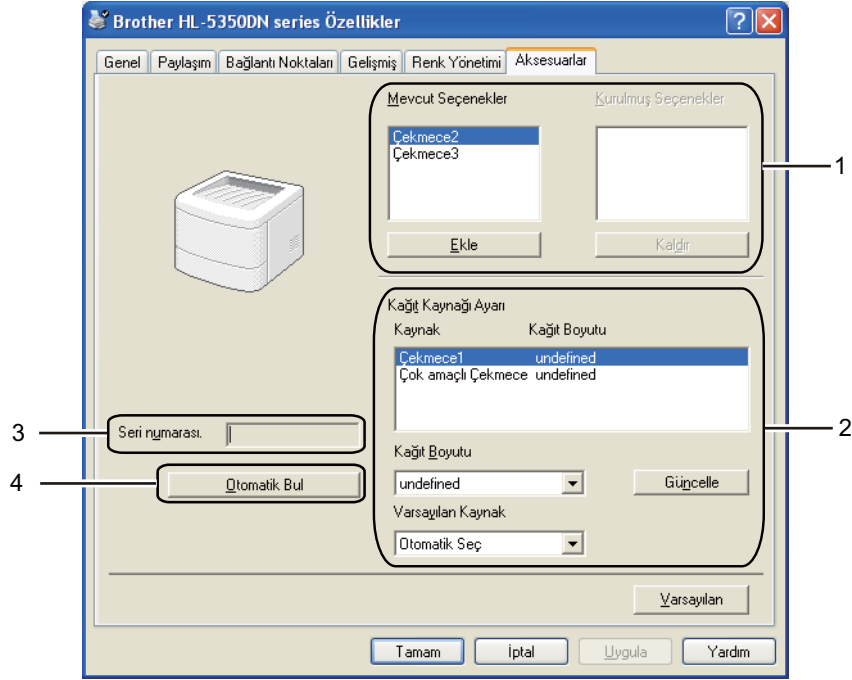 Brother HL-5350DN series Özellikler
Genel Paylaşım Bağlantı Noktaları Gelişmiş Renk Yönetimi Aksesuarlar
Mevcut Seçenekler Kurulmuş Seçenekler
Çekmece2
Çekmece3
1
Ekle Kaldır
Kağıt Kaynağı Ayarı
Kaynak Kağıt Boyutu
Çekmece1 undefined
Çok amaçlı Çekmece undefined
3 Seri numarası. 2
Kağıt Boyutu
4 Otomatik Bul undefined Güncelle
Varsayılan Kaynak
Otomatik Seç
Varsayılan
Tamam İptal Uygula Yardım